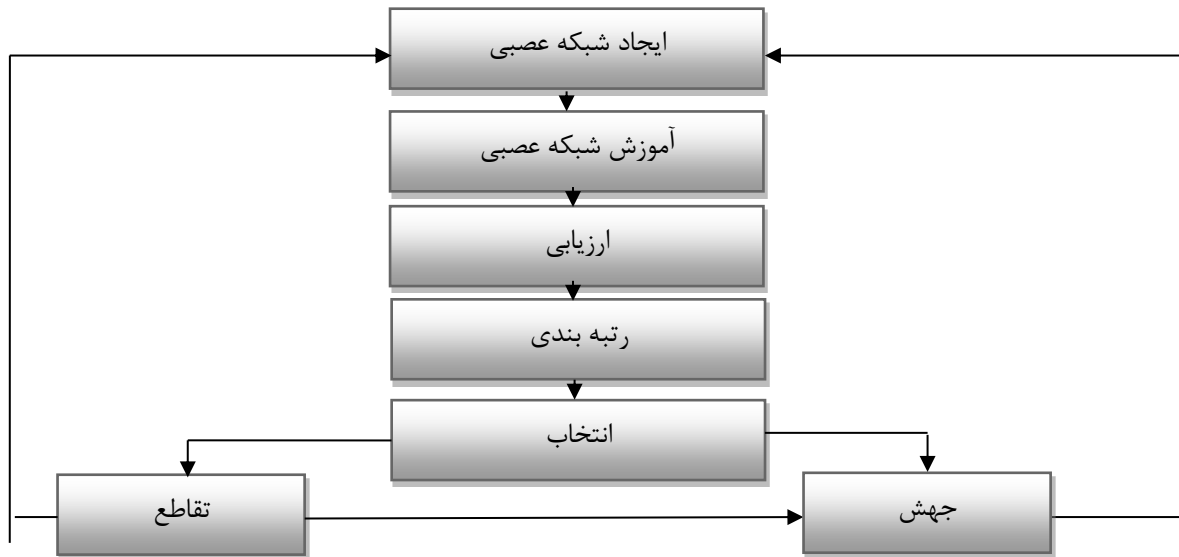 ایجاد شبکه عصبی
آموزش شبکه عصبی
ارزیابی
رتبه بندی
انتخاب
تقاطع
جهش